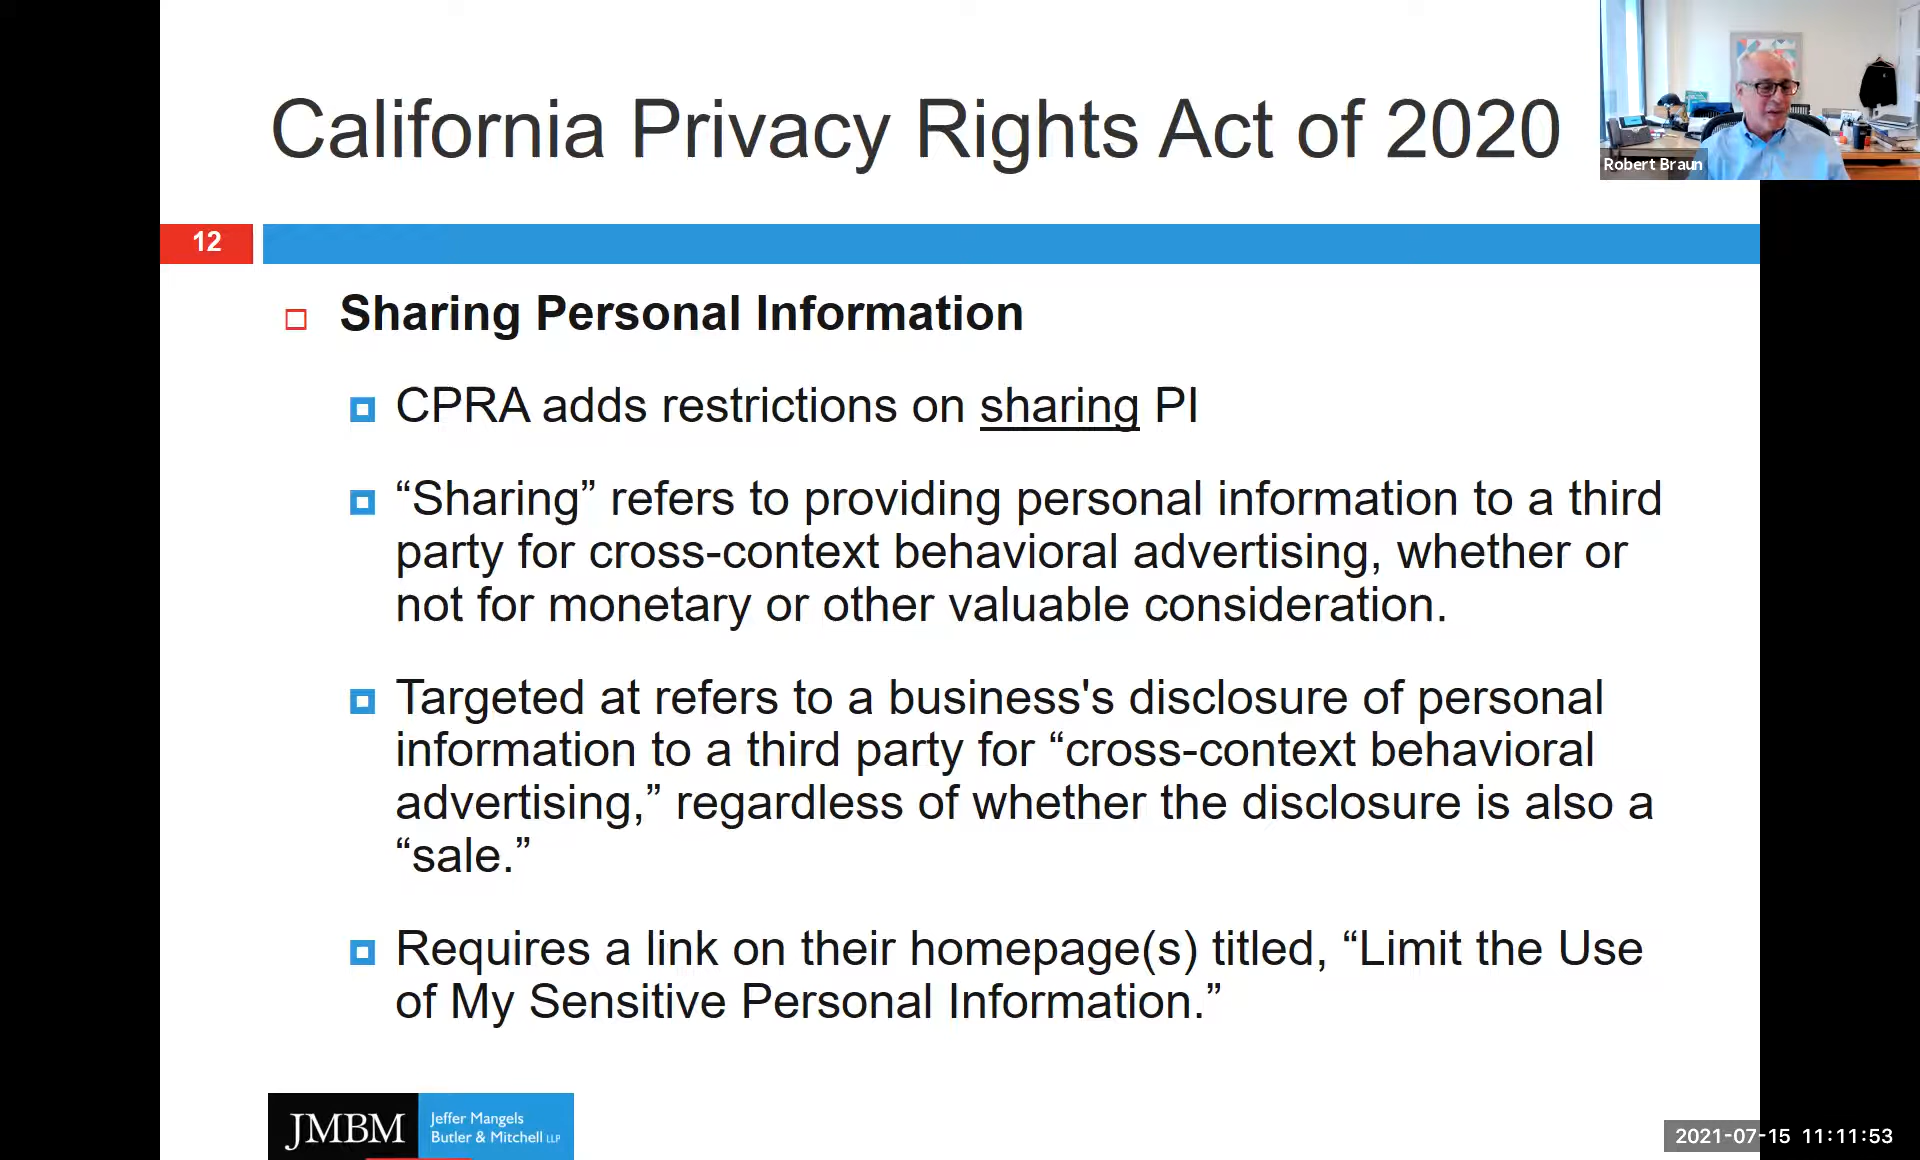 California Privacy Rights Act of 2020
Robert Braun
12
Sharing Personal Information
CPRA adds restrictions on sharing PI
“Sharing” refers to providing personal information to a third
party for cross-context behavioral advertising, whether or
not for monetary or other valuable consideration.
Targeted at refers to a business's disclosure of personal
information to a third party for “cross-context behavioral
advertising,” regardless of whether the disclosure is also a
“sale.”
Requires a link on their homepage(s) titled, “Limit the Use
of My Sensitive Personal Information.”
JMBM
Jeffer Mangels
Butler & Mitchell LLP
2021-07-15 11:11:53